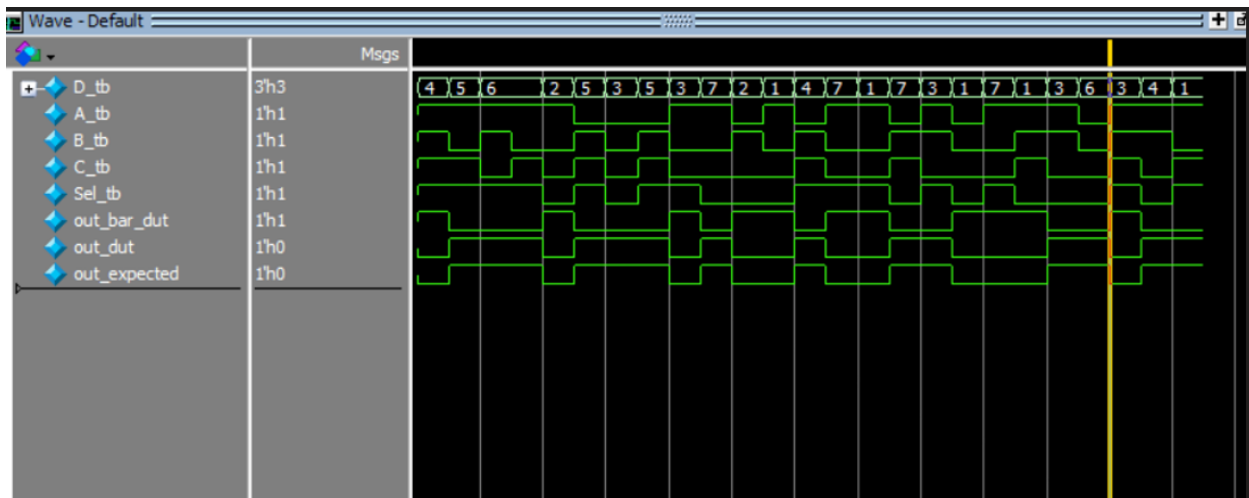 Wave - Default
Msgs
D_tb 3'h3 4 5 6 2 5 3 5 3 7 2 1 4 7 1 7 3 1 7 1 3 6 3 4 1
A_tb 1'h1
B_tb 1'h1
C_tb 1'h1
Sel_tb 1'h1
out_bar_dut 1'h1
out_dut 1'h0
out_expected 1'h0